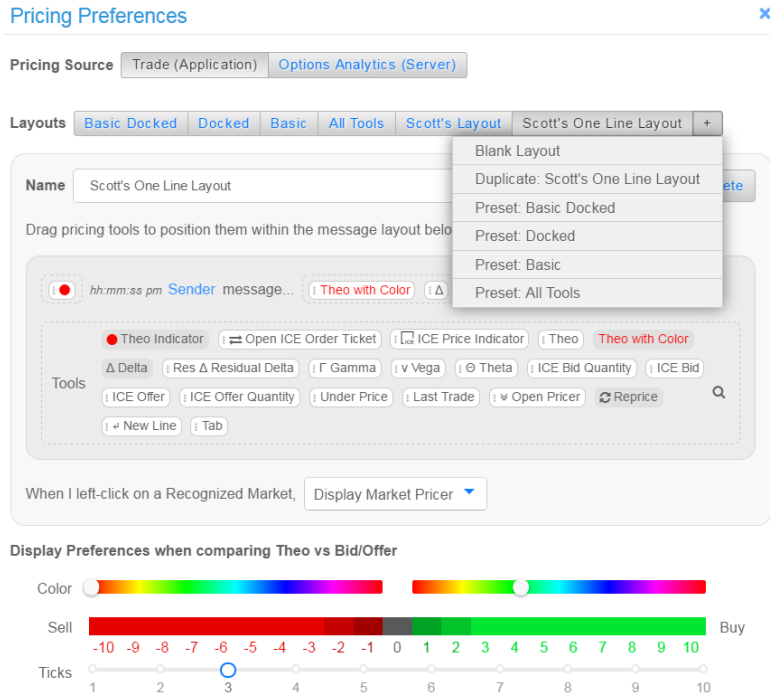 Pricing Preferences ×
Pricing Source Trade (Application) Options Analytics (Server)
Layouts Basic Docked Docked Basic All Tools Scott's Layout Scott's One Line Layout +
Blank Layout
Duplicate: Scott's One Line Layout
Preset: Basic Docked
Preset: Docked
Preset: Basic
Preset: All Tools
Name Scott's One Line Layout
Drag pricing tools to position them within the message layout
hh:mm:ss pm Sender message... Theo with Color Δ
Theo Indicator Open ICE Order Ticket ICE Price Indicator Theo Theo with Color
Δ Delta Res Δ Residual Delta Γ Gamma ν Vega Θ Theta ICE Bid Quantity ICE Bid
Tools
ICE Offer ICE Offer Quantity Under Price Last Trade Open Pricer Reprice
New Line Tab
When I left-click on a Recognized Market, Display Market Pricer
Display Preferences when comparing Theo vs Bid/Offer
Color
Sell Buy
-10 -9 -8 -7 -6 -5 -4 -3 -2 -1 0 1 2 3 4 5 6 7 8 9 10
Ticks
1 2 3 4 5 6 7 8 9 10